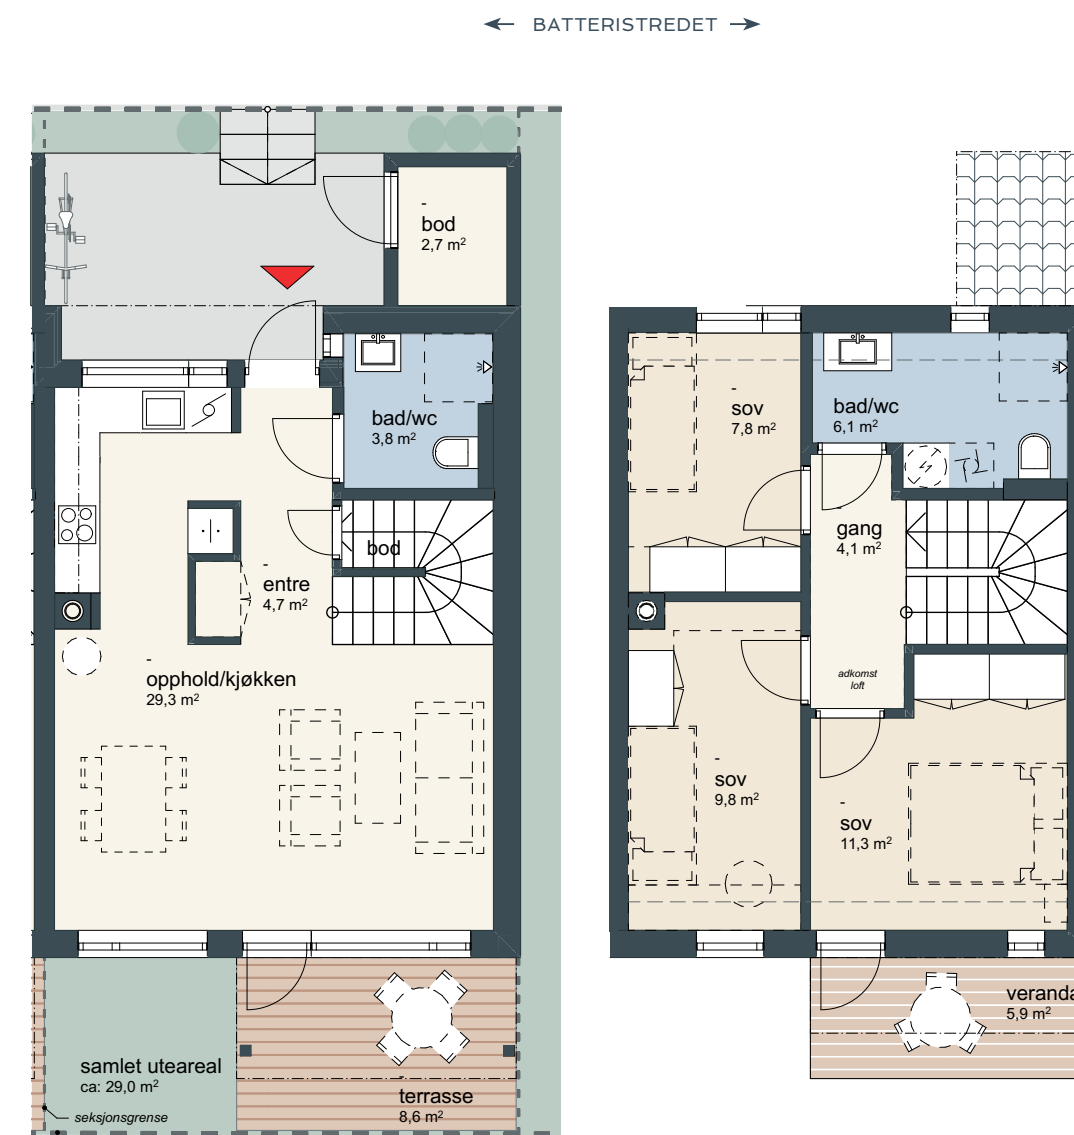 BATTERISTREDET
bod
2,7 m²
bad/wc
3,8 m²
bod
entre
4,7 m²
opphold/kjøkken
29,3 m²
samlet uteareal
ca: 29,0 m²
seksjonsgrense
terrasse
8,6 m²
sov
7,8 m²
bad/wc
6,1 m²
gang
4,1 m²
adkomst
loft
sov
9,8 m²
sov
11,3 m²
veranda
5,9 m²